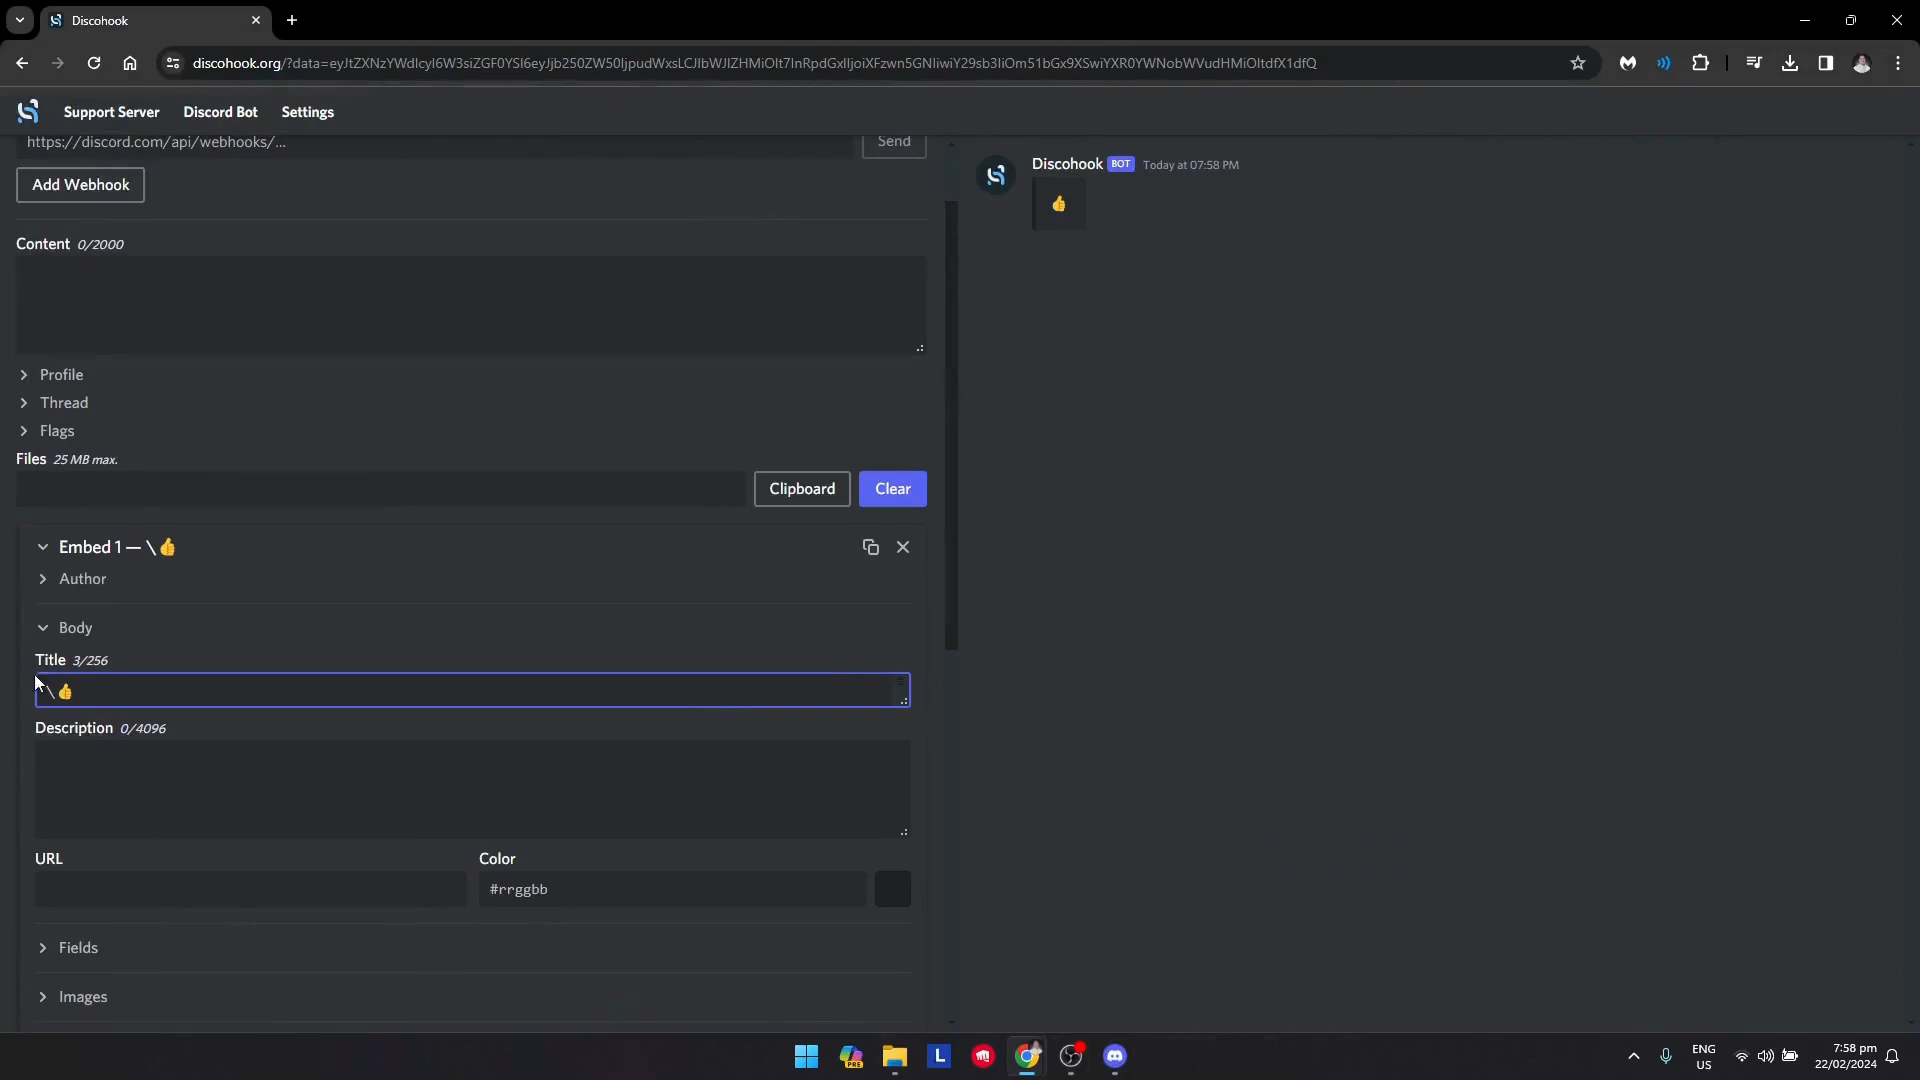 Discohook
discohook.org/?data=eyJtZXNzYWdlcyI6W3siZGF0YSI6eyJjb250ZW50IjpudWxsLCJlbWJlZHMiOlt7InRpdGxlIjoiXFzwn5GNIiwiY29sb3IiOm51bGx9XSwiYXR0YWNobWVudHMiOltdfX1dfQ
Support Server Discord Bot Settings
https://discord.com/api/webhooks/... Send
Add Webhook
Discohook BOT Today at 07:58 PM
👍
Content 0/2000
Profile
Thread
Flags
Files 25 MB max.
Clipboard Clear
Embed 1 — \👍
Author
Body
Title 3/256
\👍
Description 0/4096
URL Color
#rrggbb
Fields
Images
PRE L ENG 7:58 pm
US 22/02/2024